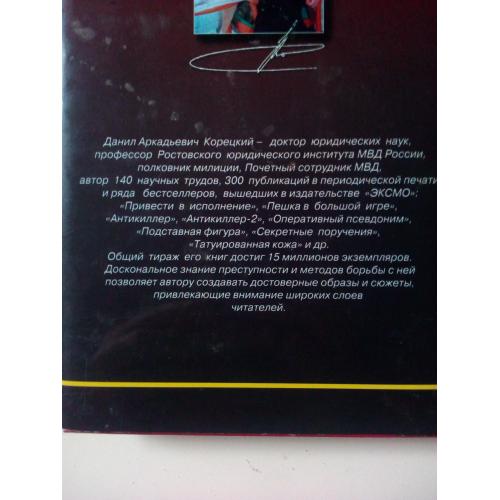 Данил Аркадьевич Корецкий – доктор юридических наук,
профессор Ростовского юридического института МВД России,
полковник милиции, Почетный сотрудник МВД,
автор 140 научных трудов, 300 публикаций в периодической печати
и ряда бестселлеров, вышедших в издательстве «ЭКСМО»:
«Привести в исполнение», «Пешка в большой игре»,
«Антикиллер», «Антикиллер-2», «Оперативный псевдоним»,
«Подставная фигура», «Секретные поручения»,
«Татуированная кожа» и др.
Общий тираж его книг достиг 15 миллионов экземпляров.
Доскональное знание преступности и методов борьбы с ней
позволяет автору создавать достоверные образы и сюжеты,
привлекающие внимание широких слоев
читателей.